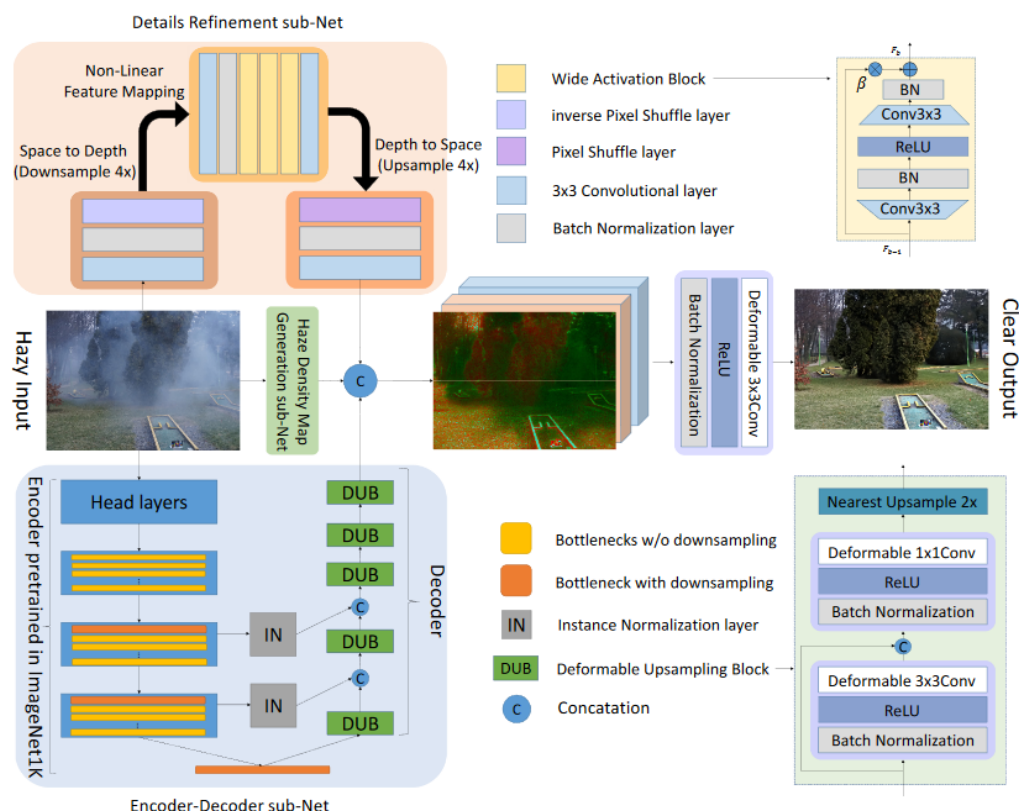 Details Refinement sub-Net
Non-Linear
Feature Mapping
Space to Depth
(Downsample 4x)
Depth to Space
(Upsample 4x)
Wide Activation Block
inverse Pixel Shuffle layer
Pixel Shuffle layer
3x3 Convolutional layer
Batch Normalization layer
F_b
β
BN
Conv3x3
ReLU
BN
Conv3x3
F_{b-1}
Hazy Input
Haze Density Map
Generation sub-Net
C
Batch Normalization
ReLU
Deformable 3x3Conv
Clear Output
Encoder pretrained in ImageNet1K
Head layers
IN
IN
DUB
DUB
DUB
C
DUB
C
DUB
Decoder
Encoder-Decoder sub-Net
Bottlenecks w/o downsampling
Bottleneck with downsampling
IN
Instance Normalization layer
DUB
Deformable Upsampling Block
C
Concatation
Nearest Upsample 2x
Deformable 1x1Conv
ReLU
Batch Normalization
C
Deformable 3x3Conv
ReLU
Batch Normalization